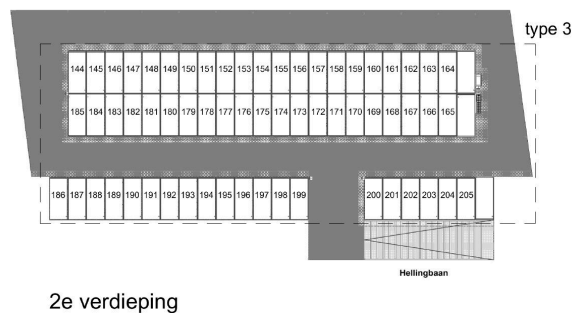 type 3
144 145 146 147 148 149 150 151 152 153 154 155 156 157 158 159 160 161 162 163 164
185 184 183 182 181 180 179 178 177 176 175 174 173 172 171 170 169 168 167 166 165
186 187 188 189 190 191 192 193 194 195 196 197 198 199 200 201 202 203 204 205
Hellingbaan
2e verdieping